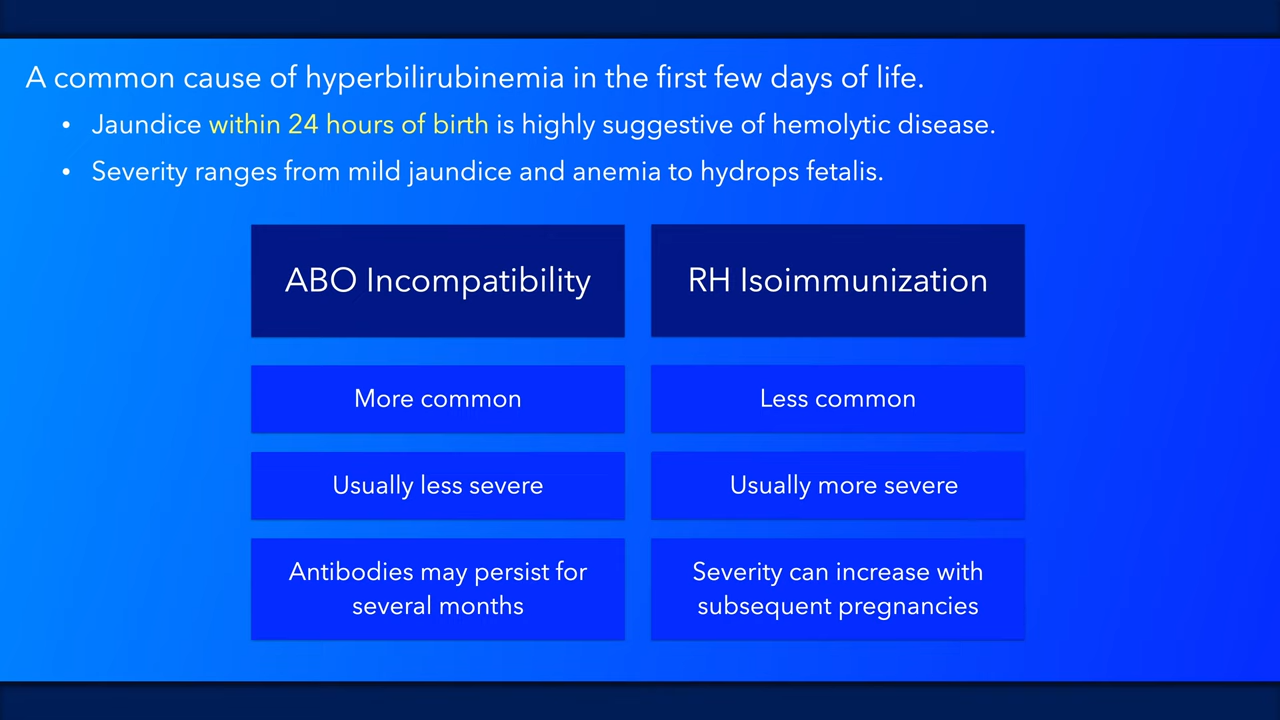 A common cause of hyperbilirubinemia in the first few days of life.
• Jaundice within 24 hours of birth is highly suggestive of hemolytic disease.
• Severity ranges from mild jaundice and anemia to hydrops fetalis.
ABO Incompatibility
RH Isoimmunization
More common
Less common
Usually less severe
Usually more severe
Antibodies may persist for
several months
Severity can increase with
subsequent pregnancies